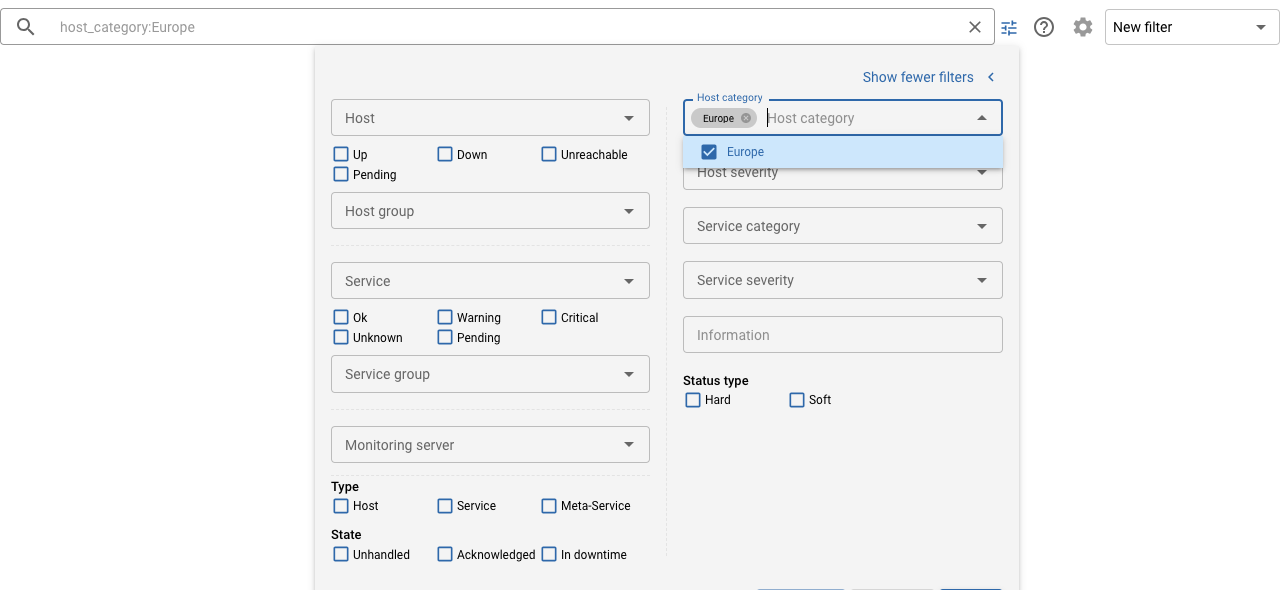 host_category:Europe
New filter
Show fewer filters
Host
Up
Down
Unreachable
Pending
Host group
Service
Ok
Warning
Critical
Unknown
Pending
Service group
Monitoring server
Type
Host
Service
Meta-Service
State
Unhandled
Acknowledged
In downtime
Host category
Europe
Host category
Europe
Host severity
Service category
Service severity
Information
Status type
Hard
Soft